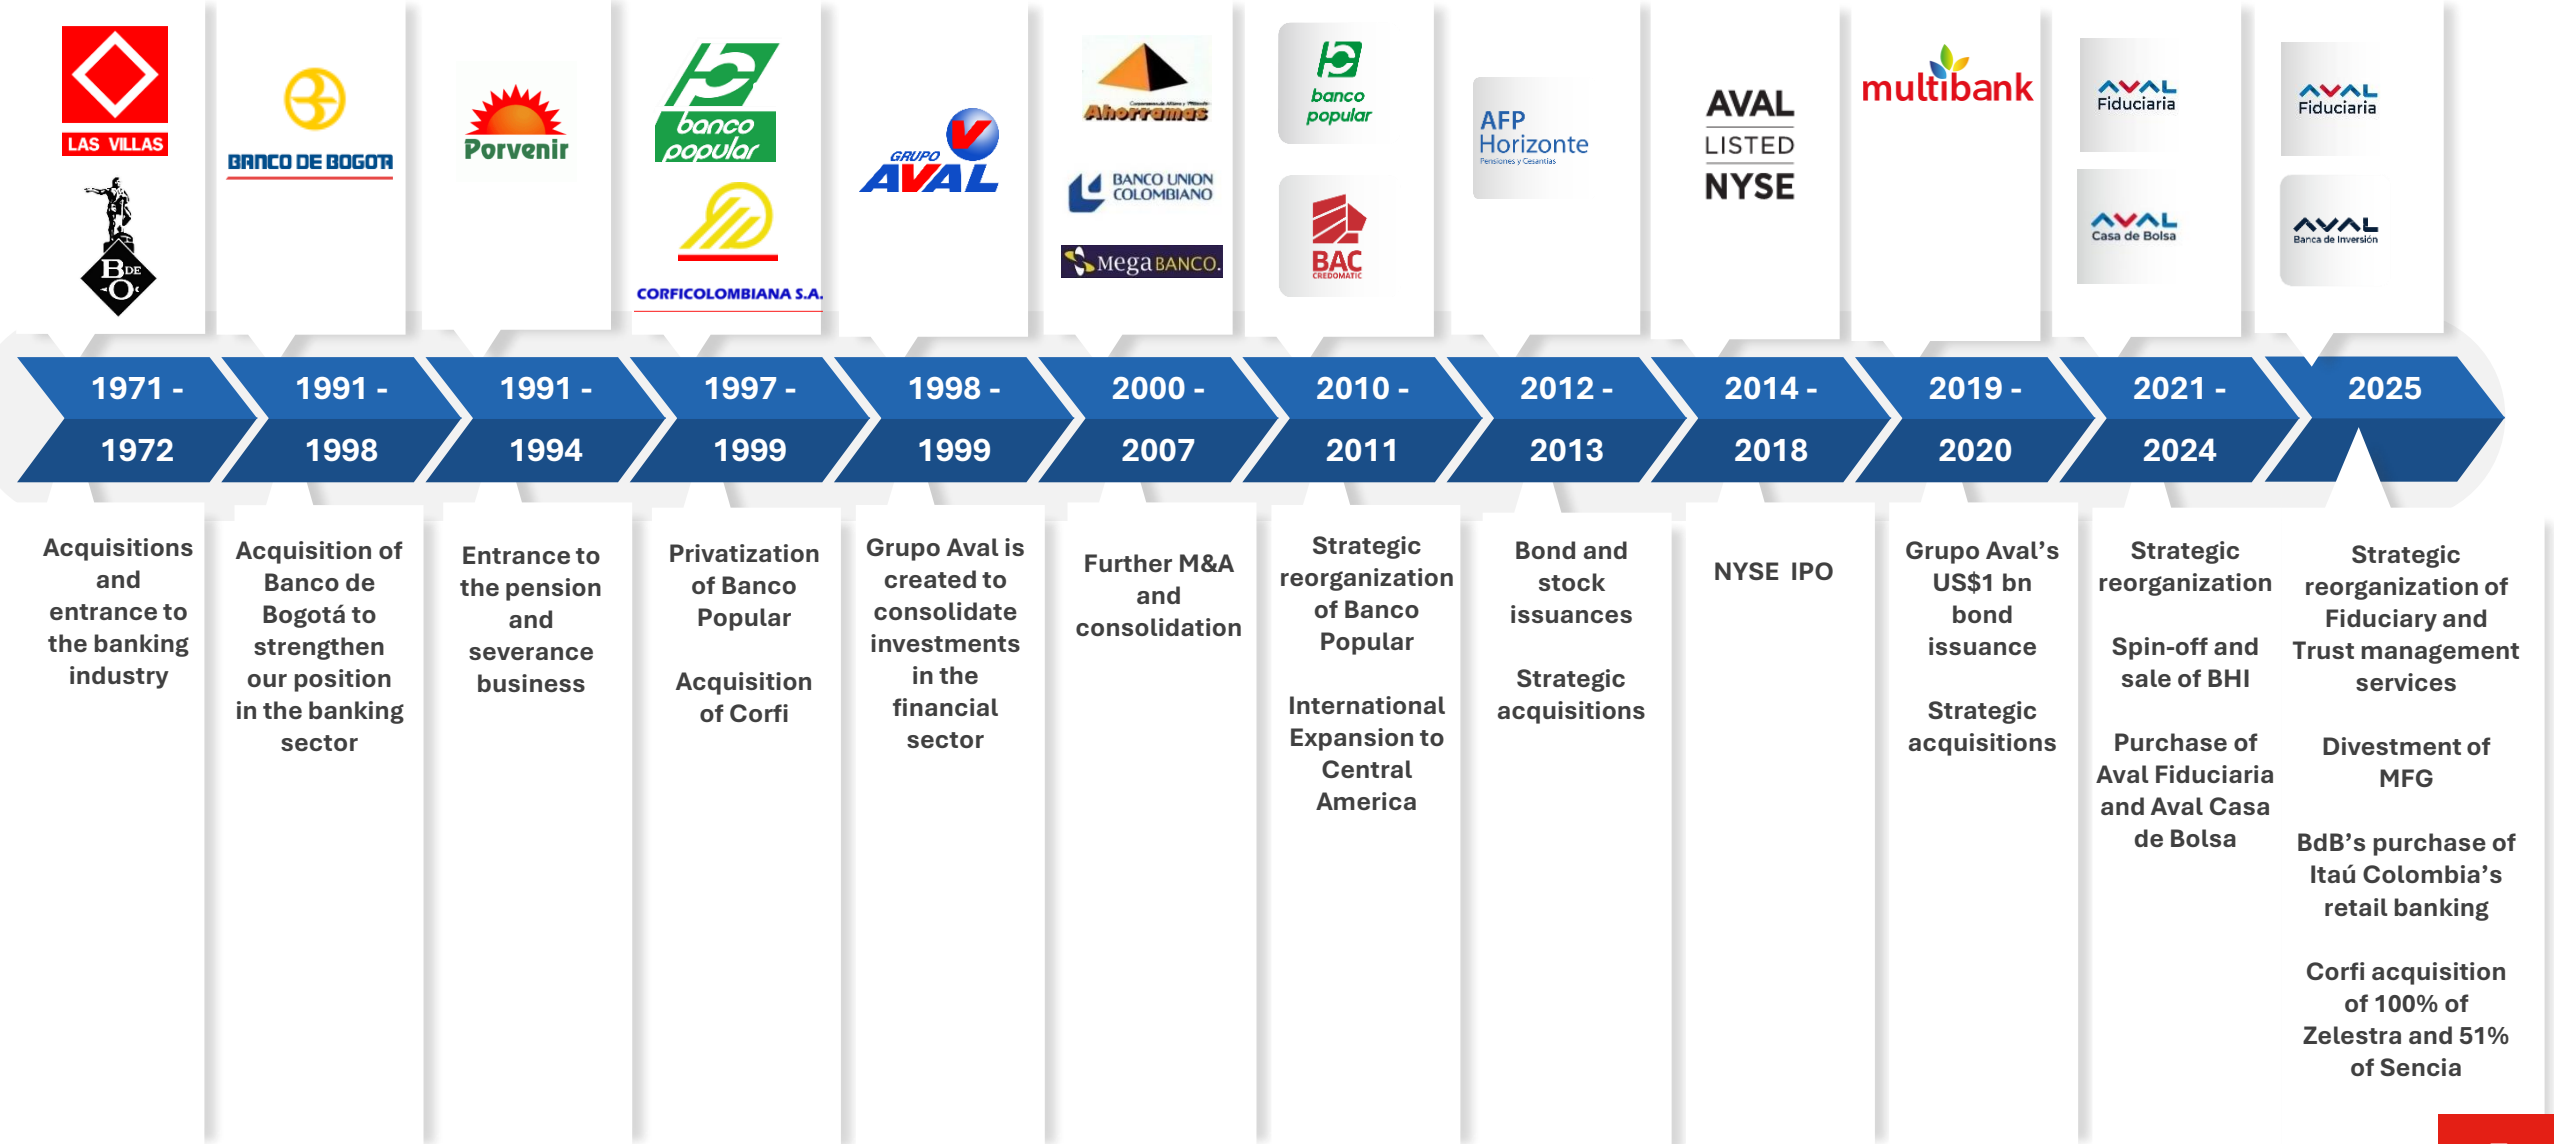 LAS VILLAS
B DE
O
BANCO DE BOGOTA
Porvenir
banco
popular
CORFICOLOMBIANA S.A.
GRUPO
AVAL
Ahorramas
BANCO UNION
COLOMBIANO
MegaBANCO.
banco
popular
BAC
CREDOMATIC
AFP
Horizonte
Pensiones y Cesantías
AVAL
LISTED
NYSE
multibank
AVAL
Fiduciaria
AVAL
Casa de Bolsa
AVAL
Fiduciaria
AVAL
Banca de Inversión
1971 -
1972
1991 -
1998
1991 -
1994
1997 -
1999
1998 -
1999
2000 -
2007
2010 -
2011
2012 -
2013
2014 -
2018
2019 -
2020
2021 -
2024
2025
Acquisitions
and
entrance to
the banking
industry
Acquisition of
Banco de
Bogotá to
strengthen
our position
in the banking
sector
Entrance to
the pension
and
severance
business
Privatization
of Banco
Popular
Acquisition
of Corfi
Grupo Aval is
created to
consolidate
investments
in the
financial
sector
Further M&A
and
consolidation
Strategic
reorganization
of Banco
Popular
International
Expansion to
Central
America
Bond and
stock
issuances
Strategic
acquisitions
NYSE IPO
Grupo Aval’s
US$1 bn
bond
issuance
Strategic
acquisitions
Strategic
reorganization
Spin-off and
sale of BHI
Purchase of
Aval Fiduciaria
and Aval Casa
de Bolsa
Strategic
reorganization of
Fiduciary and
Trust management
services
Divestment of
MFG
BdB’s purchase of
Itaú Colombia’s
retail banking
Corfi acquisition
of 100% of
Zelestra and 51%
of Sencia